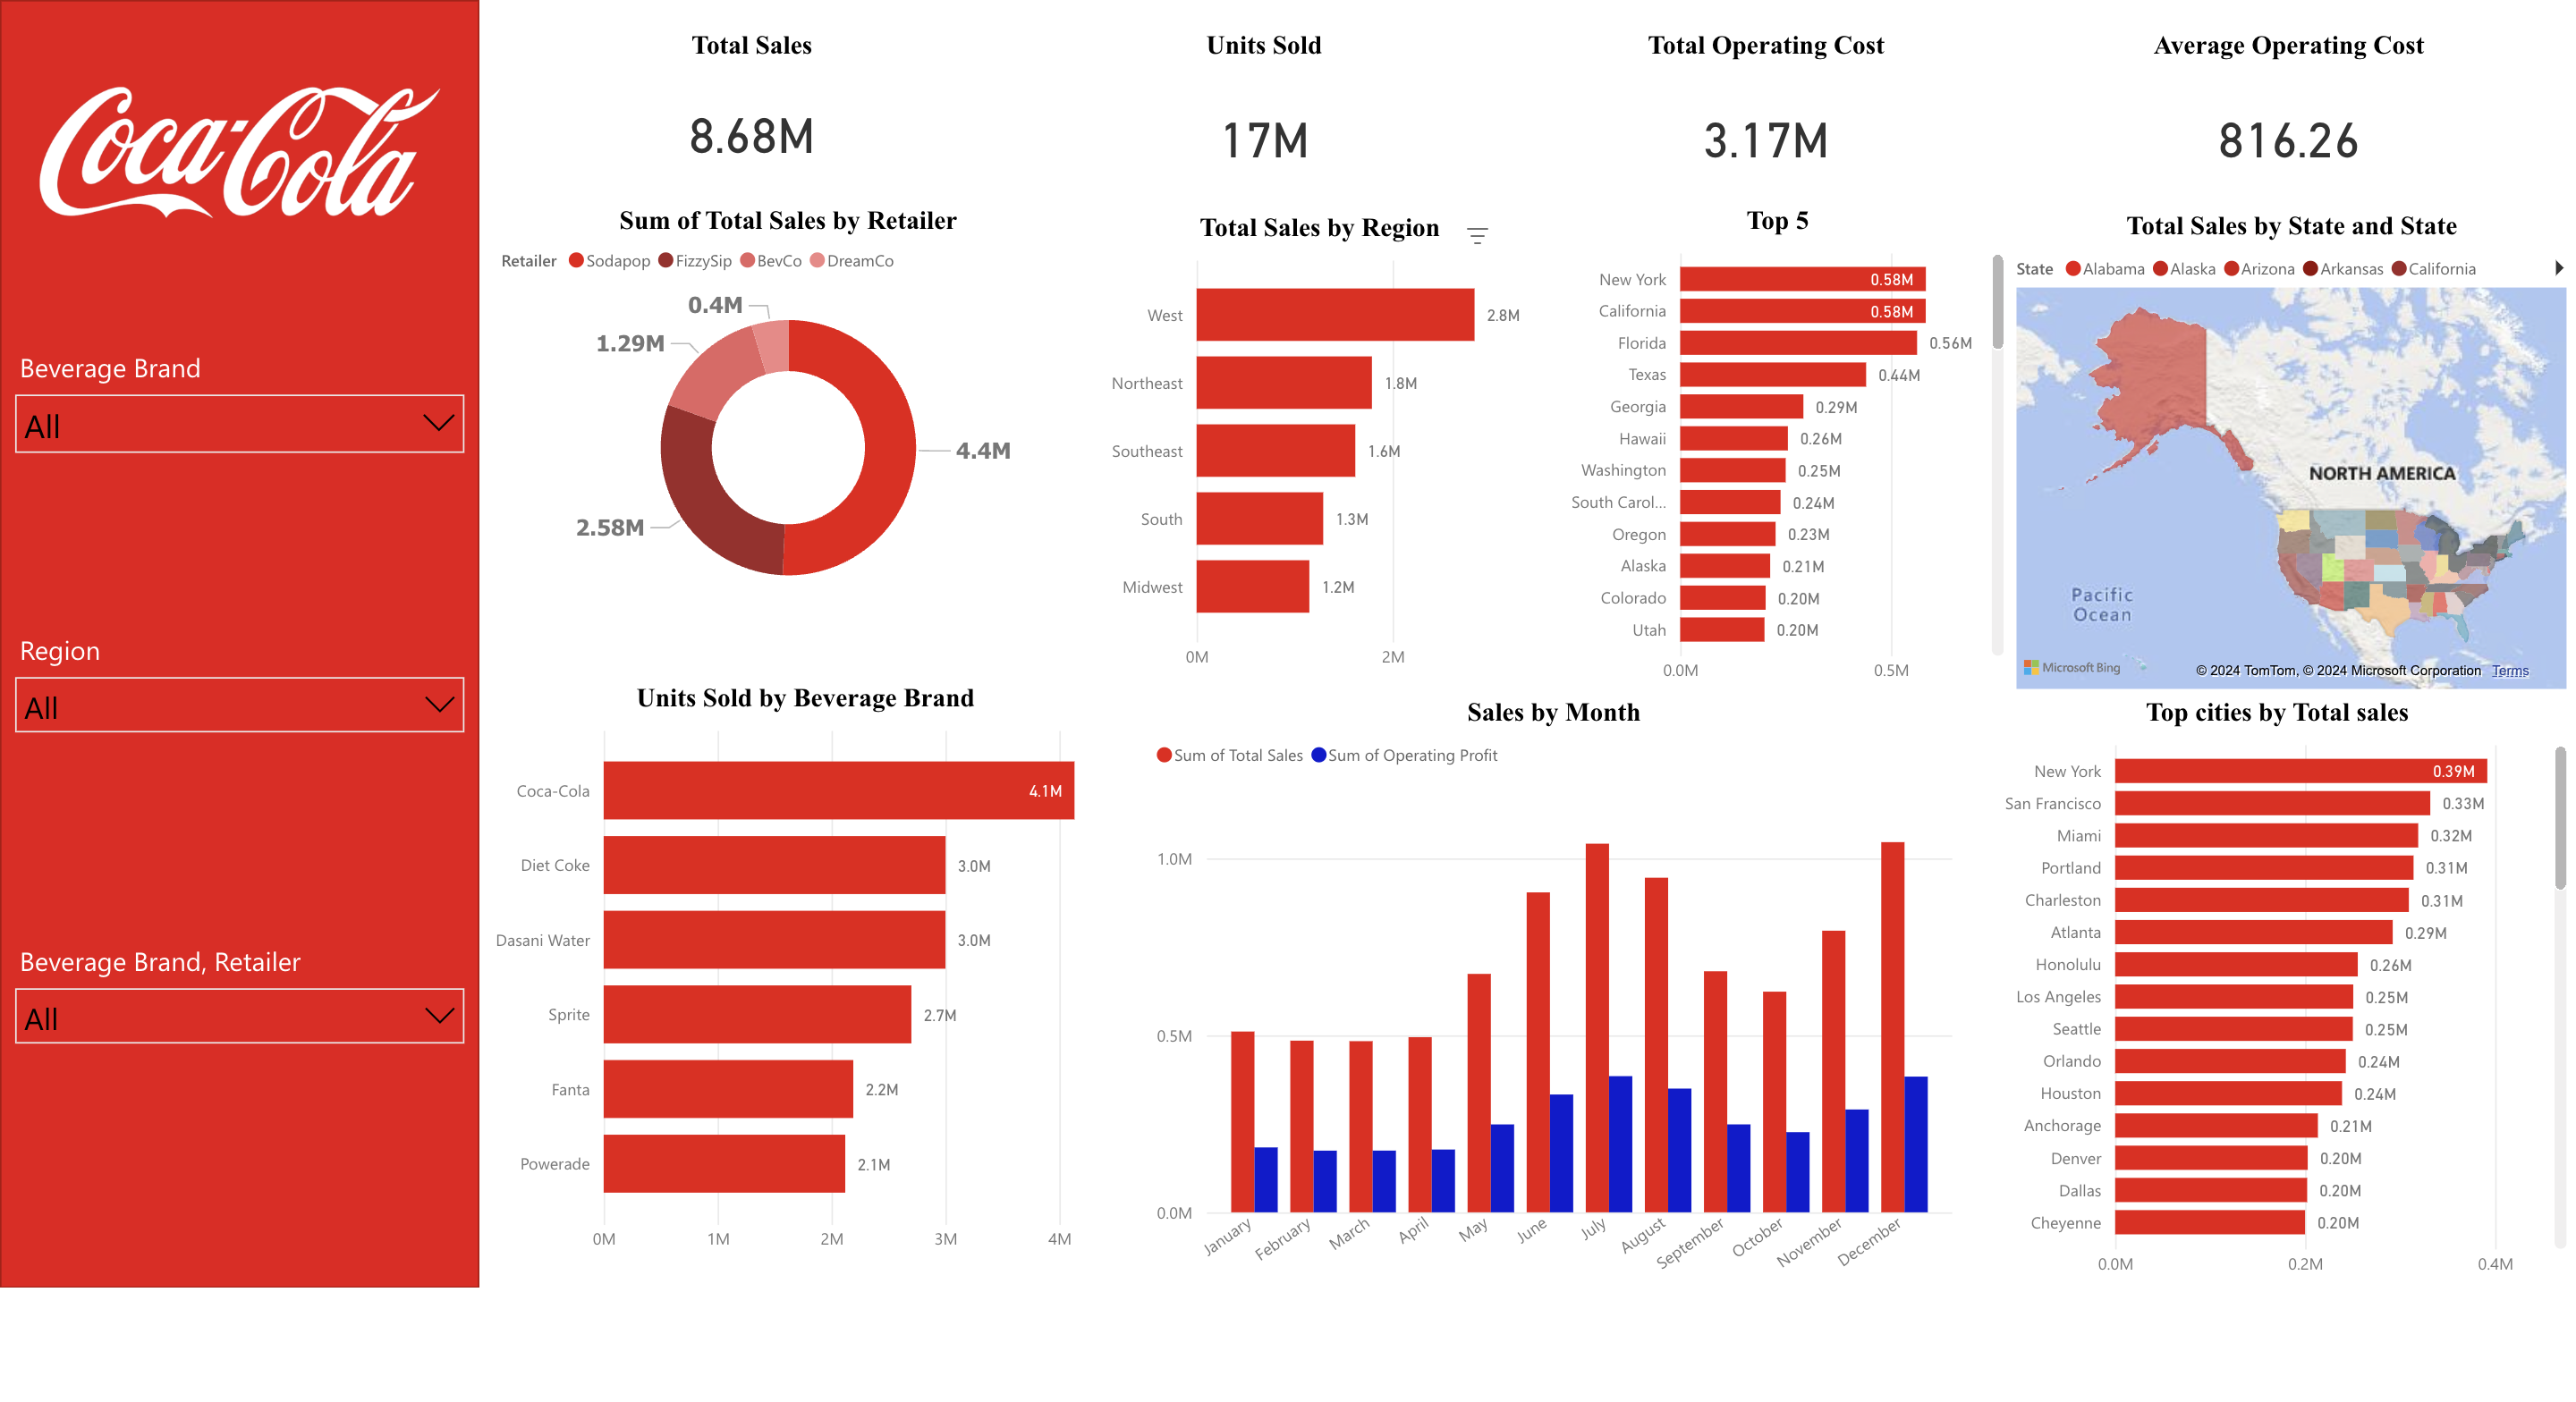 Coca-Cola
Beverage Brand
All
Region
All
Beverage Brand, Retailer
All
Total Sales
8.68M
Units Sold
17M
Total Operating Cost
3.17M
Average Operating Cost
816.26
Sum of Total Sales by Retailer
Retailer Sodapop FizzySip BevCo DreamCo
0.4M
1.29M
4.4M
2.58M
Total Sales by Region
West 2.8M
Northeast 1.8M
Southeast 1.6M
South 1.3M
Midwest 1.2M
0M 2M
Top 5
New York 0.58M
California 0.58M
Florida 0.56M
Texas 0.44M
Georgia 0.29M
Hawaii 0.26M
Washington 0.25M
South Carol... 0.24M
Oregon 0.23M
Alaska 0.21M
Colorado 0.20M
Utah 0.20M
0.0M 0.5M
Total Sales by State and State
State Alabama Alaska Arizona Arkansas California
NORTH AMERICA
Pacific
Ocean
Microsoft Bing
© 2024 TomTom, © 2024 Microsoft Corporation Terms
Units Sold by Beverage Brand
Coca-Cola 4.1M
Diet Coke 3.0M
Dasani Water 3.0M
Sprite 2.7M
Fanta 2.2M
Powerade 2.1M
0M 1M 2M 3M 4M
Sales by Month
Sum of Total Sales Sum of Operating Profit
1.0M
0.5M
0.0M
January February March April May June July August September October November December
Top cities by Total sales
New York 0.39M
San Francisco 0.33M
Miami 0.32M
Portland 0.31M
Charleston 0.31M
Atlanta 0.29M
Honolulu 0.26M
Los Angeles 0.25M
Seattle 0.25M
Orlando 0.24M
Houston 0.24M
Anchorage 0.21M
Denver 0.20M
Dallas 0.20M
Cheyenne 0.20M
0.0M 0.2M 0.4M